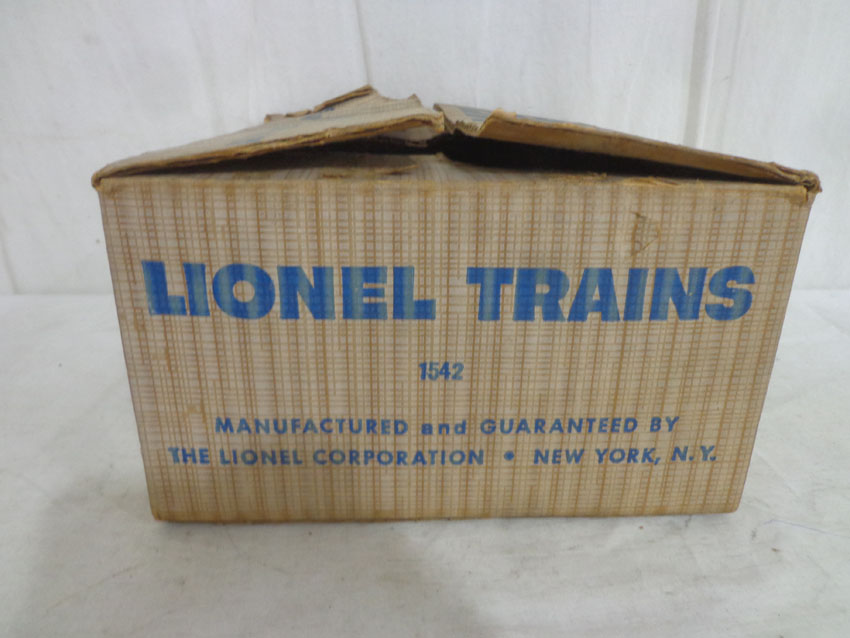 LIONEL TRAINS
1542
MANUFACTURED and GUARANTEED BY
THE LIONEL CORPORATION • NEW YORK, N.Y.